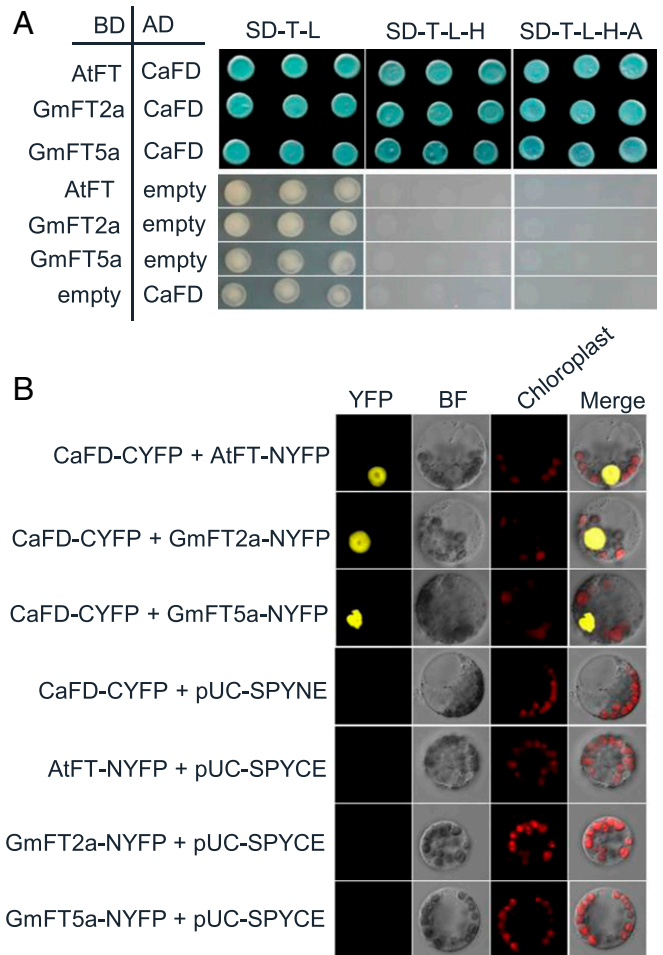 A
BD AD SD-T-L SD-T-L-H SD-T-L-H-A
AtFT CaFD
GmFT2a CaFD
GmFT5a CaFD
AtFT empty
GmFT2a empty
GmFT5a empty
empty CaFD
B
YFP BF Chloroplast Merge
CaFD-CYFP + AtFT-NYFP
CaFD-CYFP + GmFT2a-NYFP
CaFD-CYFP + GmFT5a-NYFP
CaFD-CYFP + pUC-SPYNE
AtFT-NYFP + pUC-SPYCE
GmFT2a-NYFP + pUC-SPYCE
GmFT5a-NYFP + pUC-SPYCE